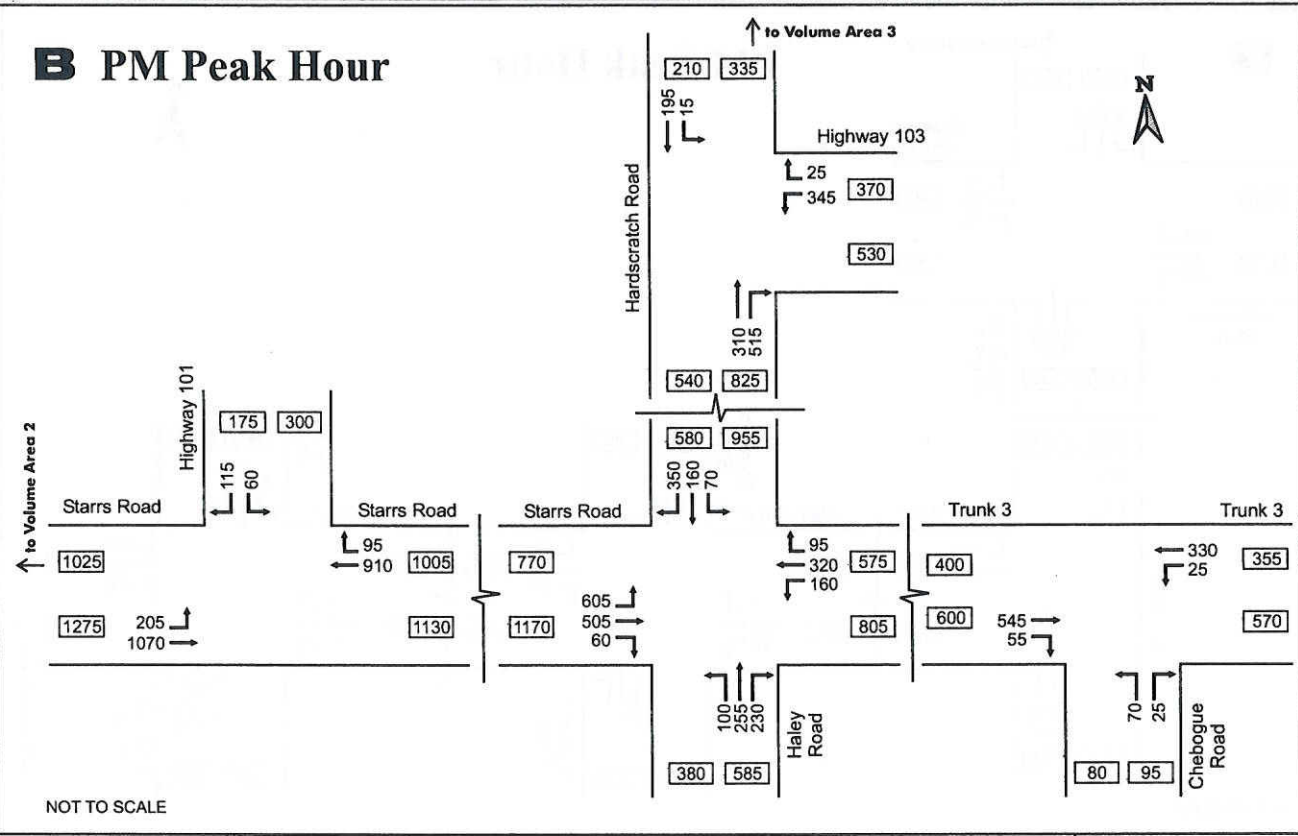 to Volume Area 3
B PM Peak Hour
210 335
N
195
15
Highway 103
25
345
370
Hardscratch Road
530
310
515
540 825
Highway 101
175 300
580 955
to Volume Area 2
115
60
350
160
70
Starrs Road
Starrs Road
Starrs Road
Trunk 3
Trunk 3
1025
95
910
1005
770
95
320
160
575
400
330
25
355
1275
205
1070
1130
1170
605
505
60
805
600
545
55
570
100
255
230
Haley
Road
70
25
Chebogue
Road
380 585
80 95
NOT TO SCALE